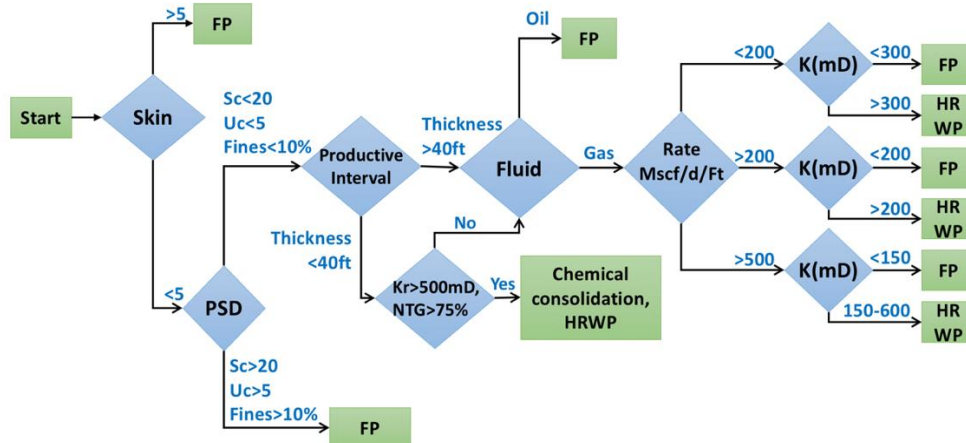 Start
Skin
>5
FP
<5
PSD
Sc<20
Uc<5
Fines<10%
Sc>20
Uc>5
Fines>10%
FP
Productive
Interval
Thickness
>40ft
Thickness
<40ft
Kr>500mD,
NTG>75%
No
Yes
Chemical
consolidation,
HRWP
Fluid
Oil
FP
Gas
Rate
Mscf/d/Ft
<200
K(mD)
<300
FP
>300
HR
WP
>200
K(mD)
<200
FP
>200
HR
WP
>500
K(mD)
<150
FP
150-600
HR
WP